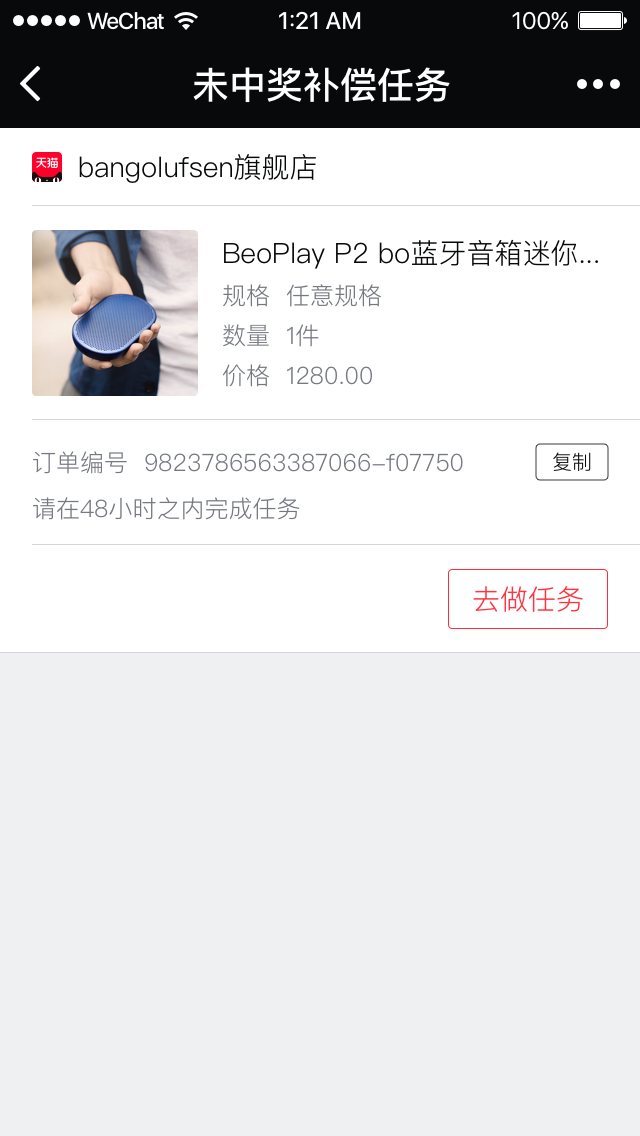 WeChat 1:21 AM 100%
未中奖补偿任务
天猫 bangolufsen旗舰店
BeoPlay P2 bo蓝牙音箱迷你...
规格 任意规格
数量 1件
价格 1280.00
订单编号 9823786563387066-f07750 复制
请在48小时之内完成任务
去做任务